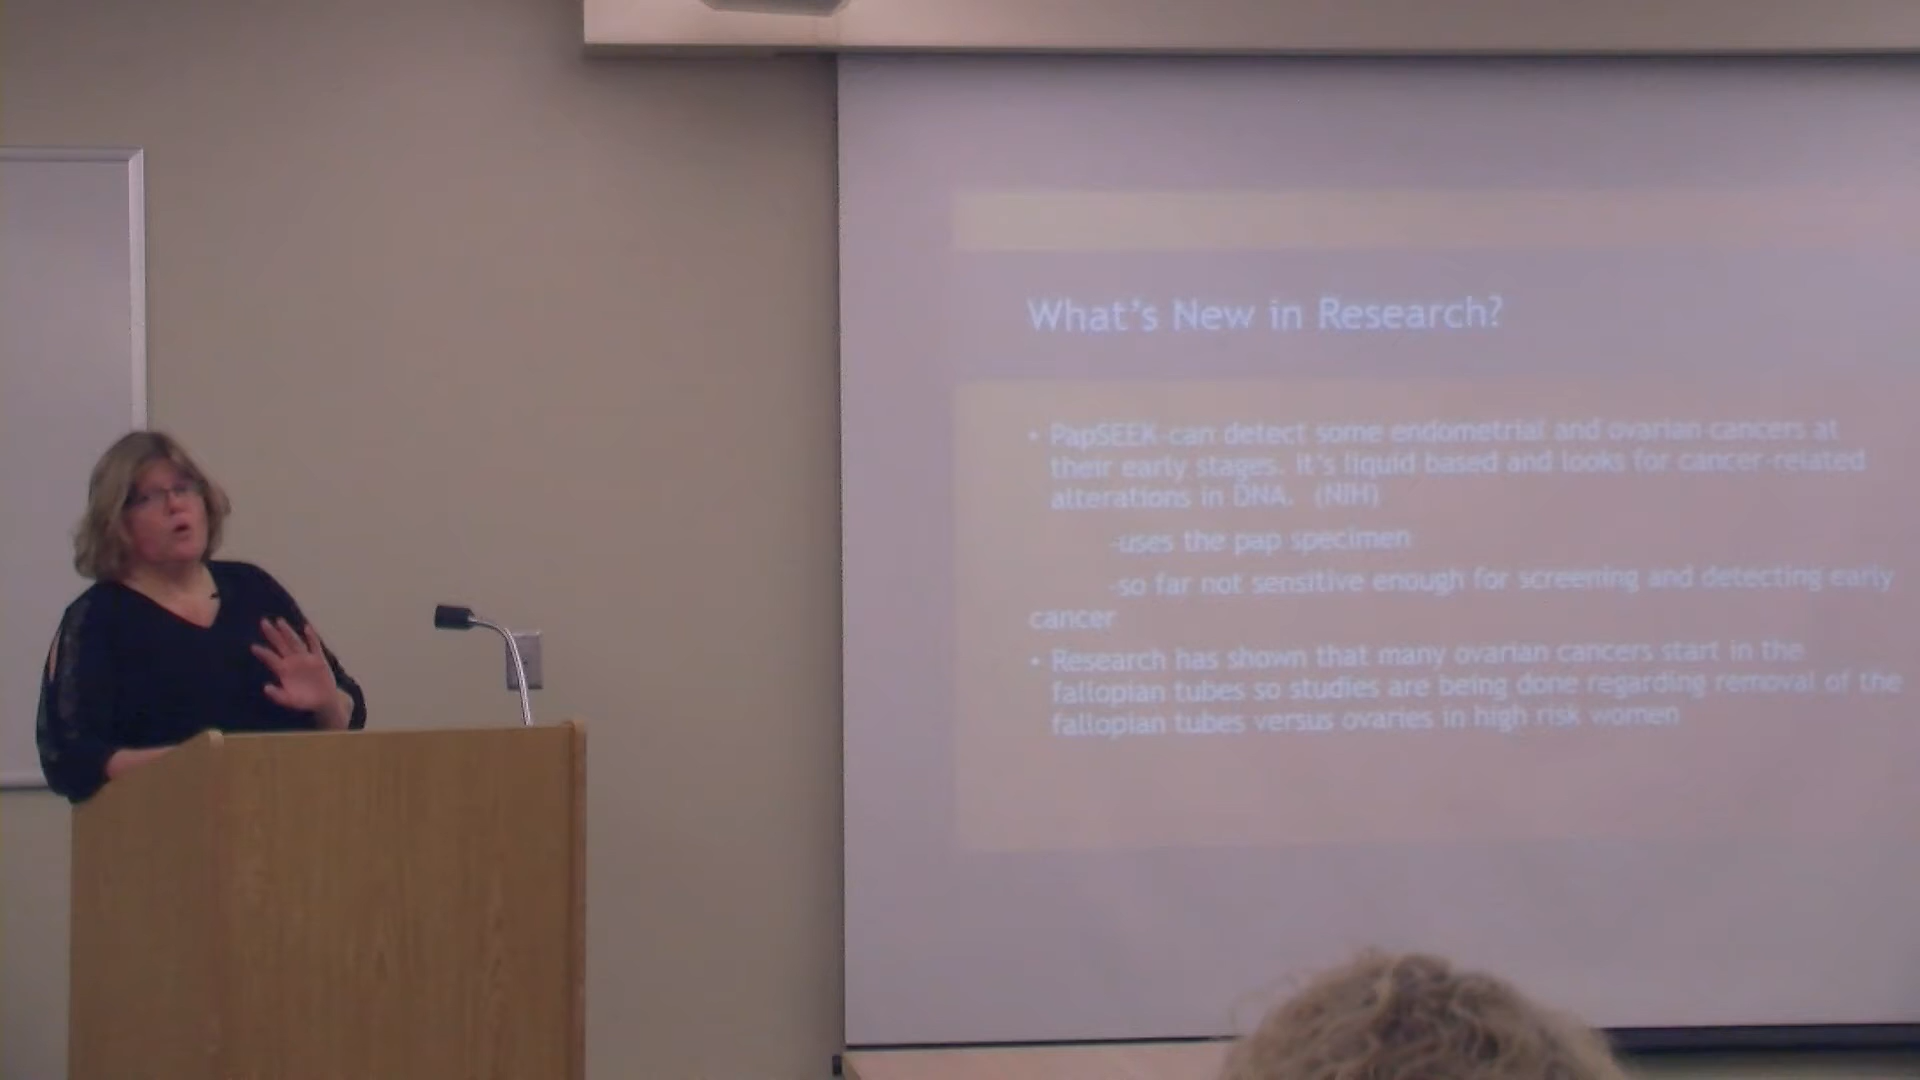 What's New in Research?
• PapSEEK-can detect some endometrial and ovarian cancers at
their early stages. It's liquid based and looks for cancer-related
alterations in DNA. (NIH)
-uses the pap specimen
-so far not sensitive enough for screening and detecting early
cancer
• Research has shown that many ovarian cancers start in the
fallopian tubes so studies are being done regarding removal of the
fallopian tubes versus ovaries in high risk women